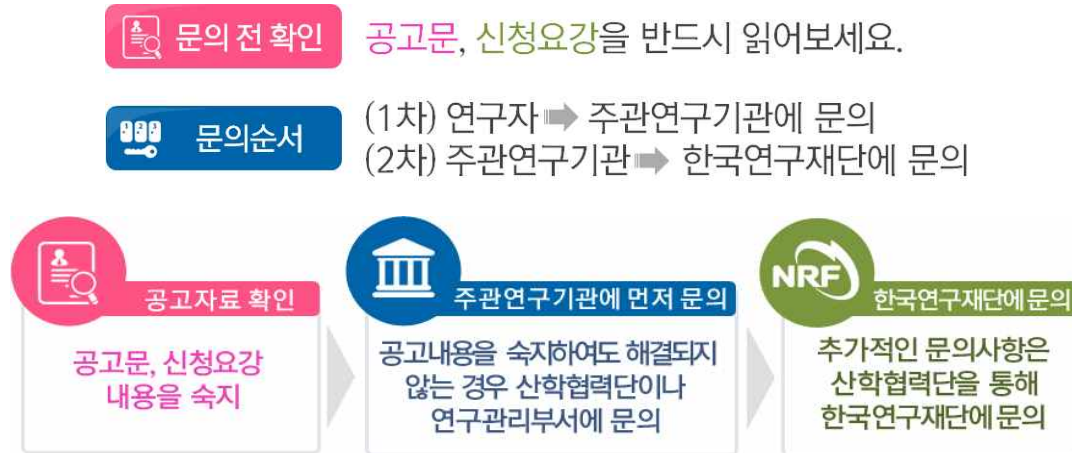 문의 전 확인 공고문, 신청요강을 반드시 읽어보세요.
문의순서 (1차) 연구자 ➡ 주관연구기관에 문의
(2차) 주관연구기관 ➡ 한국연구재단에 문의
공고자료 확인
공고문, 신청요강
내용을 숙지
주관연구기관에 먼저 문의
공고내용을 숙지하여도 해결되지
않는 경우 산학협력단이나
연구관리부서에 문의
NRF
한국연구재단에 문의
추가적인 문의사항은
산학협력단을 통해
한국연구재단에 문의